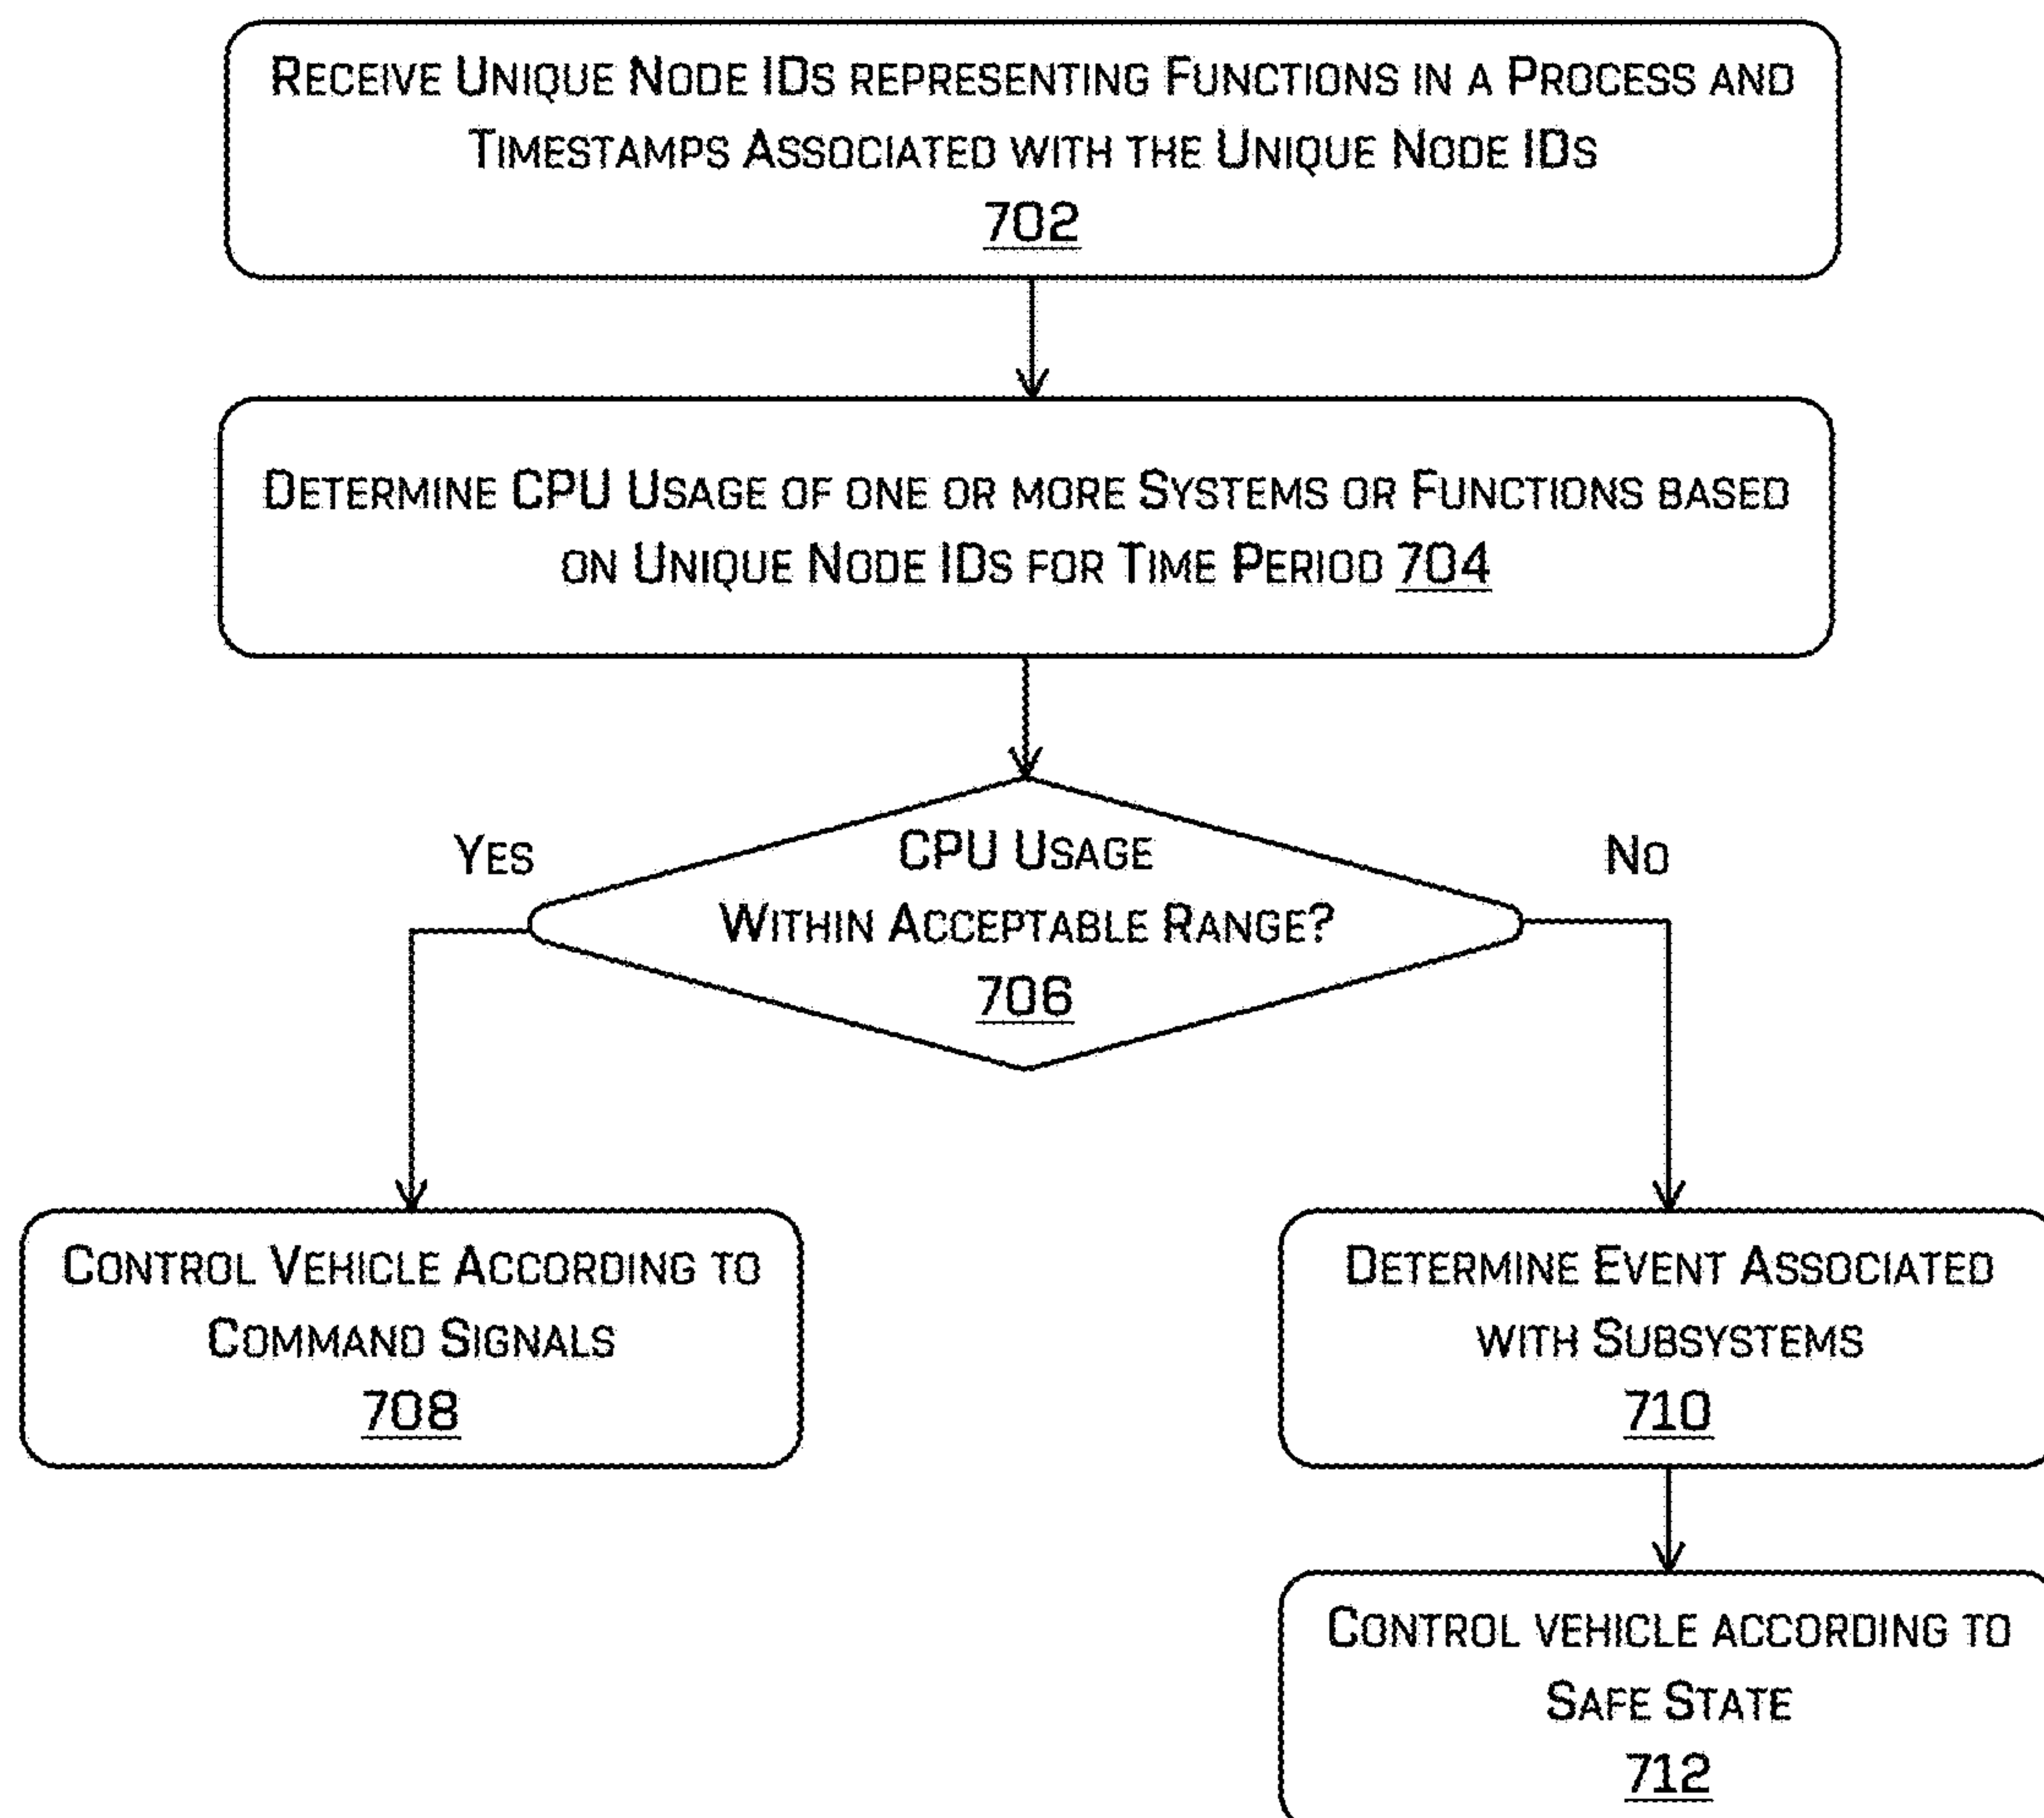 Receive Unique Node IDs representing Functions in a Process and
Timestamps Associated with the Unique Node IDs
702
Determine CPU Usage of one or more Systems or Functions based
on Unique Node IDs for Time Period 704
Yes
CPU Usage
Within Acceptable Range?
706
No
Control Vehicle According to
Command Signals
708
Determine Event Associated
with Subsystems
710
Control vehicle according to
Safe State
712